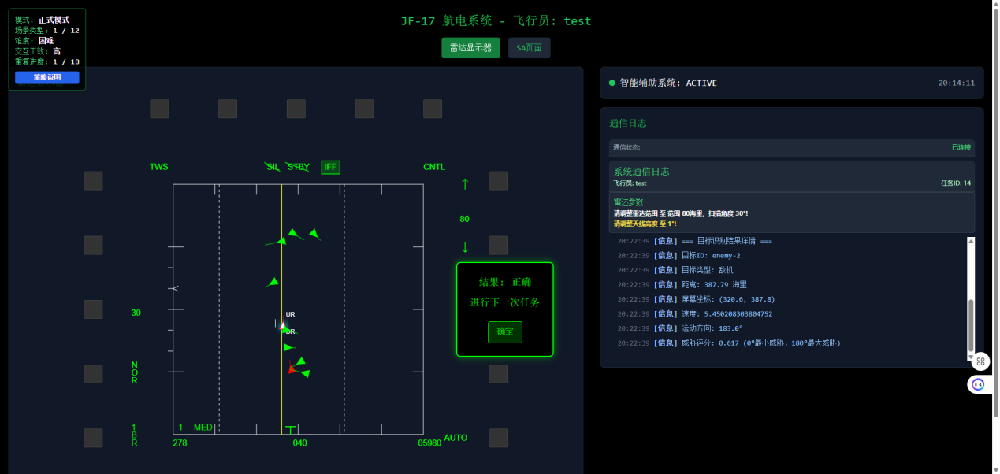 模式: 正式模式
场景类型: 1 / 12
难度: 困难
交互工效: 高
重复进度: 1 / 10
策略说明
JF-17 航电系统 - 飞行员: test
雷达显示器
SA页面
TWS
SIL
STBY
IFF
CNTL
80
30
NOR
1
BR
UR
DR
1 MED
AUTO
278
040
05980
结果: 正确
进行下一次任务
确定
智能辅助系统: ACTIVE
20:14:11
通信日志
通信状态:
已连接
系统通信日志
飞行员: test
任务ID: 14
雷达参数
请调整雷达范围 至 范围 80海里，扫描角度 30°!
请调整天线高度 至 1°!
20:22:39 [信息] === 目标识别结果详情 ===
20:22:39 [信息] 目标ID: enemy-2
20:22:39 [信息] 目标类型: 敌机
20:22:39 [信息] 距离: 387.79 海里
20:22:39 [信息] 屏幕坐标: (320.6, 387.8)
20:22:39 [信息] 速度: 5.450208303804752
20:22:39 [信息] 运动方向: 183.0°
20:22:39 [信息] 威胁评分: 0.617 (0°最小威胁，180°最大威胁)